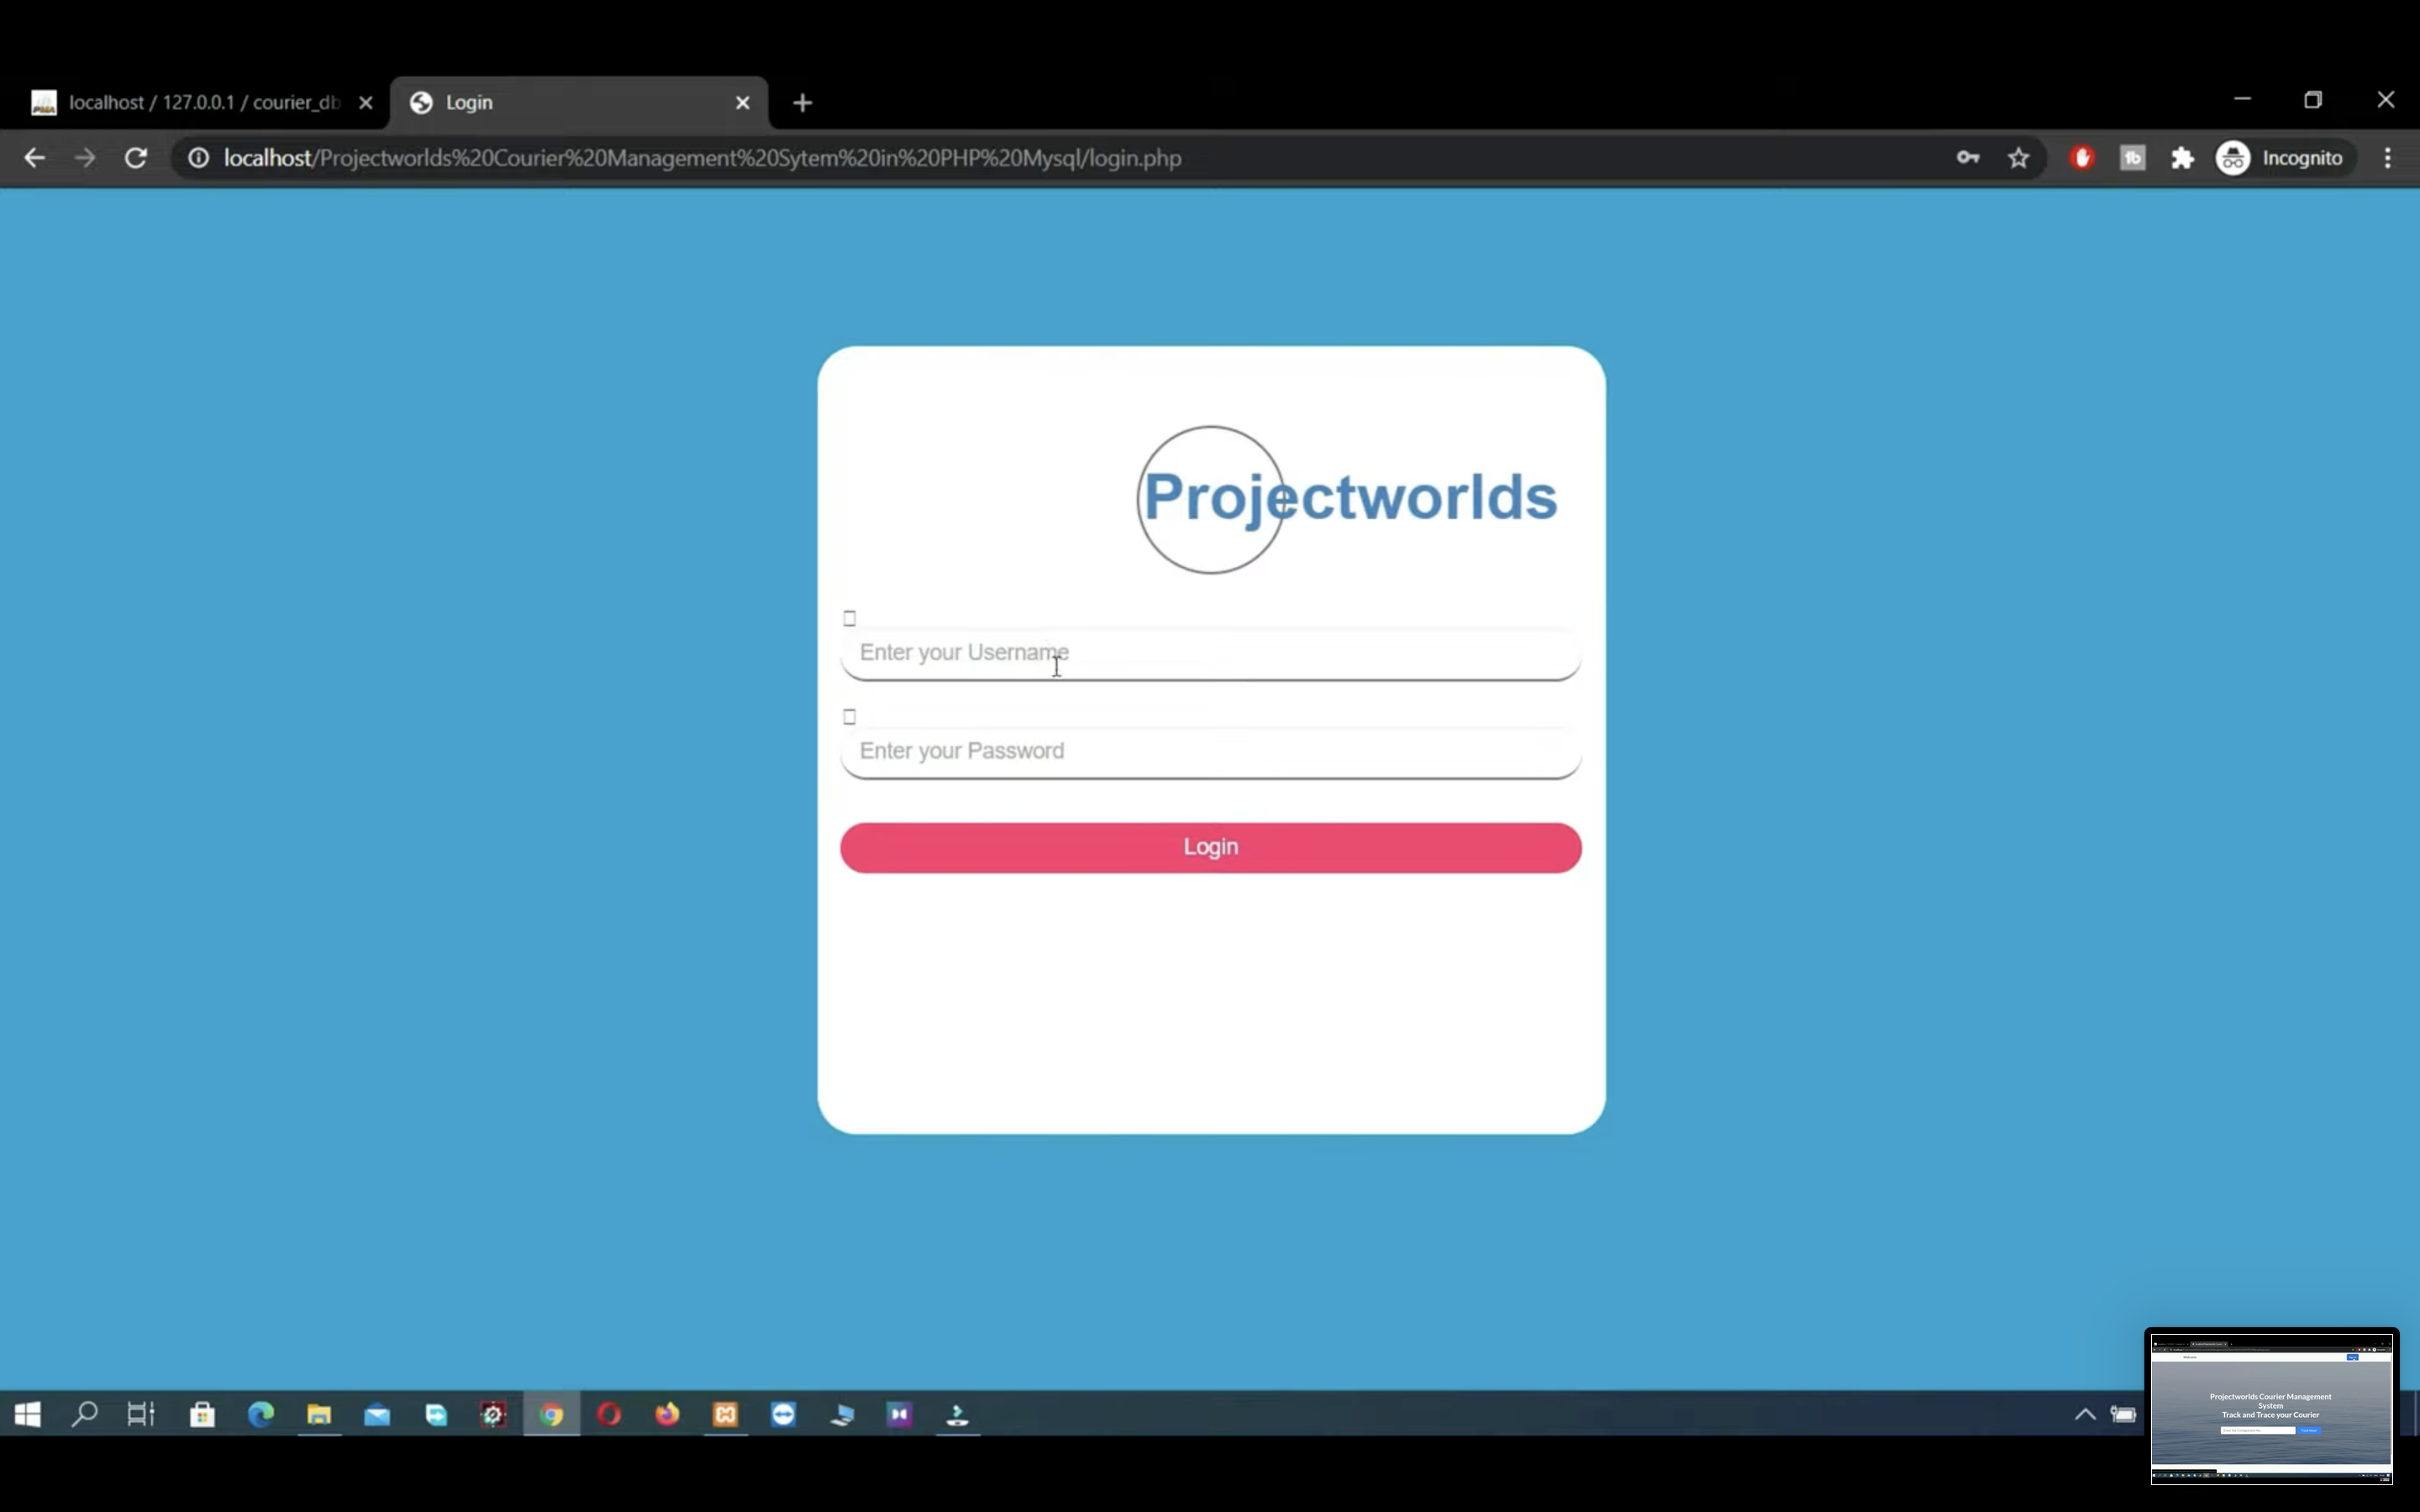 localhost / 127.0.0.1 / courier_db
Login
localhost/Projectworlds%20Courier%20Management%20Sytem%20in%20PHP%20Mysql/login.php
Incognito
Projectworlds
Enter your Username
Enter your Password
Login
Projectworlds Courier Management
System
Track and Trace your Courier